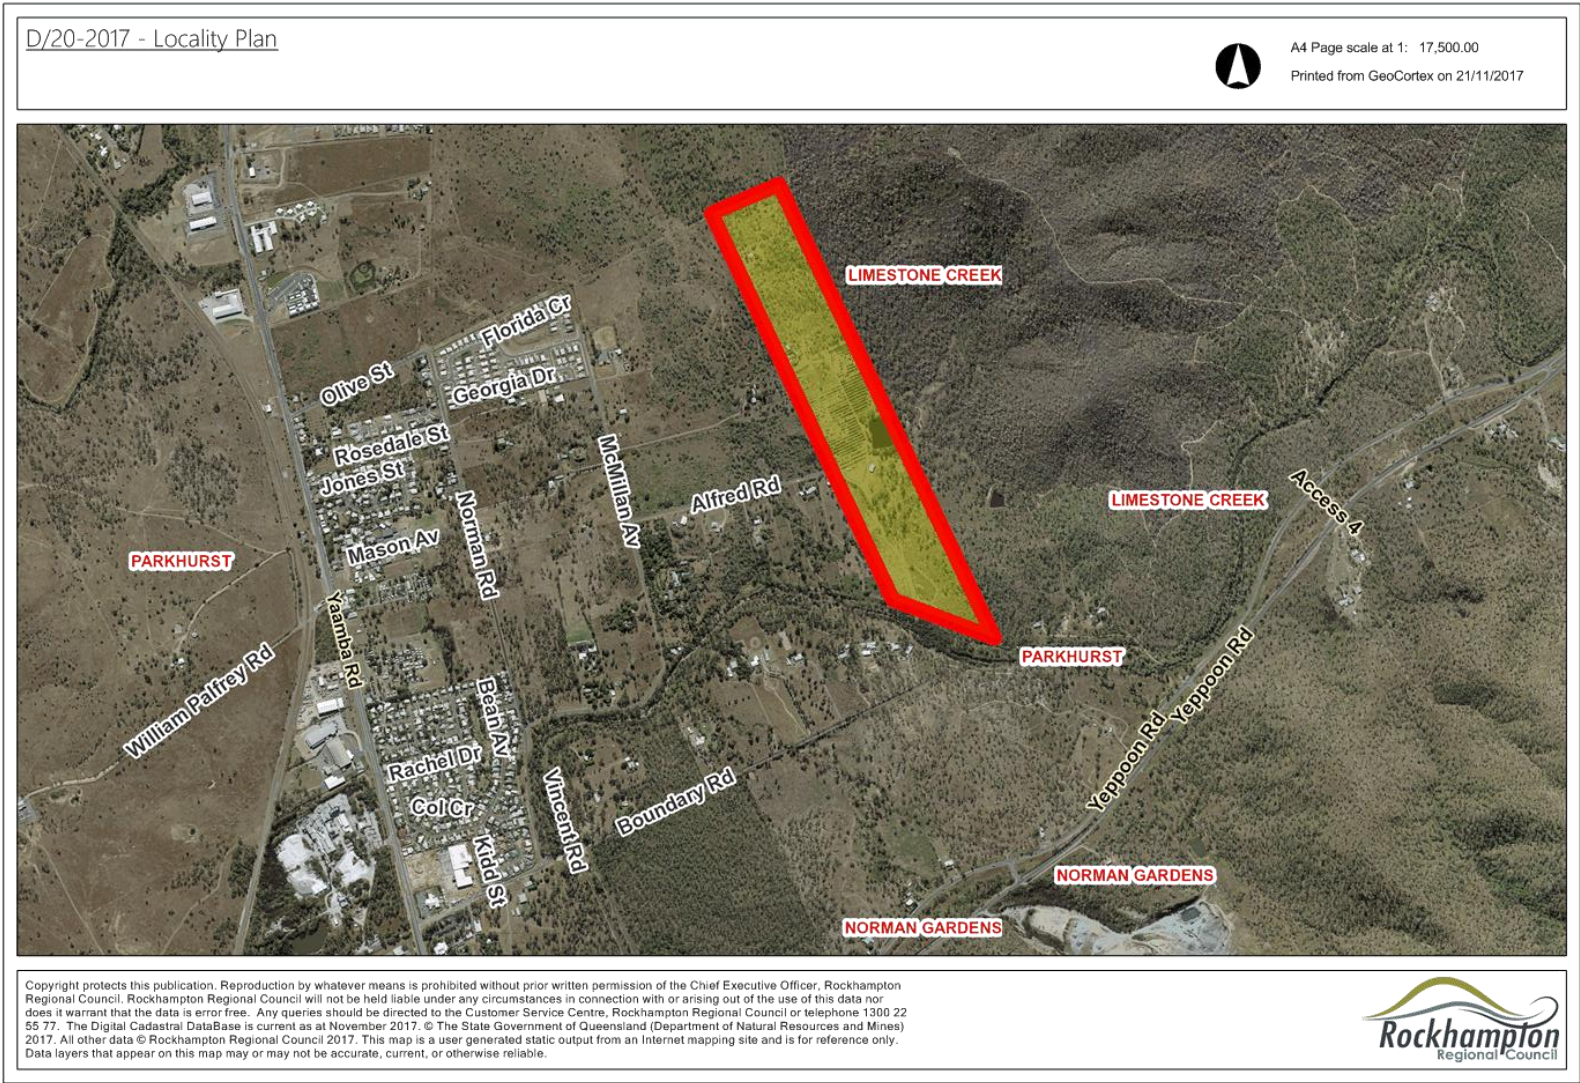 D/20-2017 - Locality Plan
A4 Page scale at 1: 17,500.00
Printed from GeoCortex on 21/11/2017
LIMESTONE CREEK
Florida Cr
Olive St
Georgia Dr
Rosedale St
Jones St
McMillan Av
Alfred Rd
Norman Rd
LIMESTONE CREEK
Access 4
Mason Av
PARKHURST
Yaamba Rd
William Palfrey Rd
PARKHURST
Yeppoon Rd
Bean Av
Yeppoon Rd
Rachel Dr
Col Cr
Vincent Rd
Boundary Rd
Kidd St
NORMAN GARDENS
NORMAN GARDENS
Copyright protects this publication. Reproduction by whatever means is prohibited without prior written permission of the Chief Executive Officer, Rockhampton
Regional Council. Rockhampton Regional Council will not be held liable under any circumstances in connection with or arising out of the use of this data nor
does it warrant that the data is error free. Any queries should be directed to the Customer Service Centre, Rockhampton Regional Council or telephone 1300 22
55 77. The Digital Cadastral DataBase is current as at November 2017. © The State Government of Queensland (Department of Natural Resources and Mines)
2017. All other data © Rockhampton Regional Council 2017. This map is a user generated static output from an Internet mapping site and is for reference only.
Data layers that appear on this map may or may not be accurate, current, or otherwise reliable.
Rockhampton
Regional Council